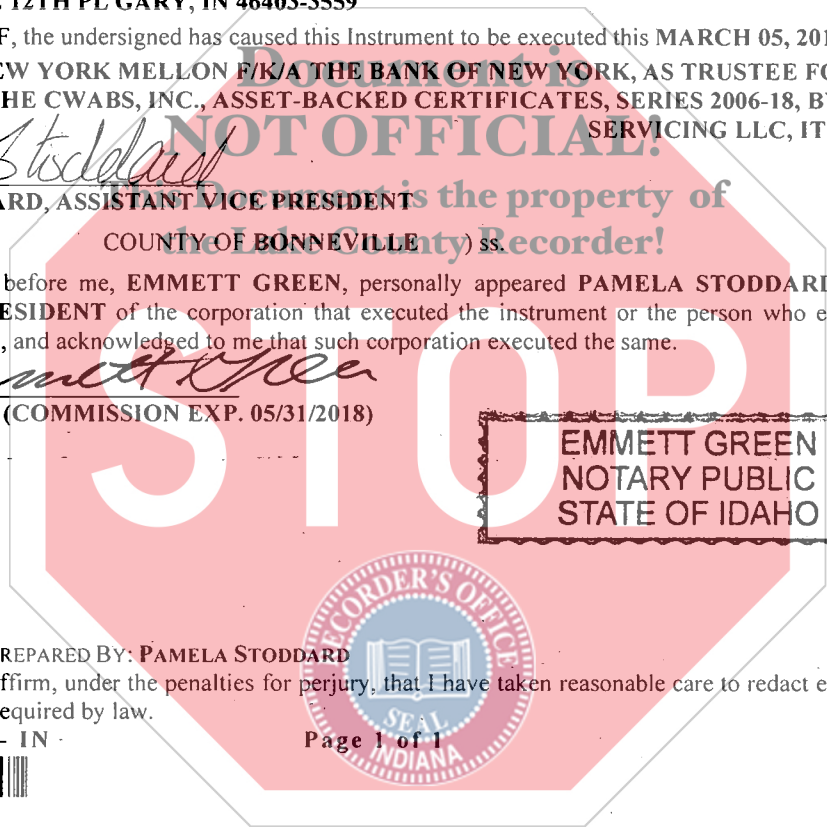 12TH PL GARY, IN 46403-3559
F, the undersigned has caused this Instrument to be executed this MARCH 05, 201
EW YORK MELLON F/K/A THE BANK OF NEW YORK, AS TRUSTEE FO
HE CWABS, INC., ASSET-BACKED CERTIFICATES, SERIES 2006-18, B
SERVICING LLC, IT
Document is
NOT OFFICIAL!
This Document is the property of
the Lake County Recorder!
Stoddard
ARD, ASSISTANT VICE PRESIDENT
COUNTY OF BONNEVILLE ) ss.
before me, EMMETT GREEN, personally appeared PAMELA STODDARD
ESIDENT of the corporation that executed the instrument or the person who e
, and acknowledged to me that such corporation executed the same.
mmett Green
(COMMISSION EXP. 05/31/2018)
STOP
EMMETT GREEN
NOTARY PUBLIC
STATE OF IDAHO
RECORDER'S OFFICE
SEAL
INDIANA
REPARED BY: PAMELA STODDARD
ffirm, under the penalties for perjury, that I have taken reasonable care to redact e
equired by law.
- IN
Page 1 of 1